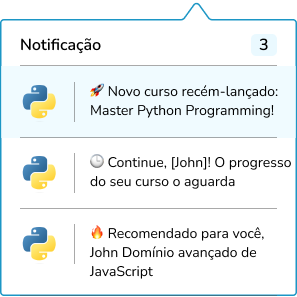 Notificação 3
🚀 Novo curso recém-lançado:
Master Python Programming!
🕒 Continue, [John]! O progresso
do seu curso o aguarda
🔥 Recomendado para você,
John Domínio avançado de
JavaScript